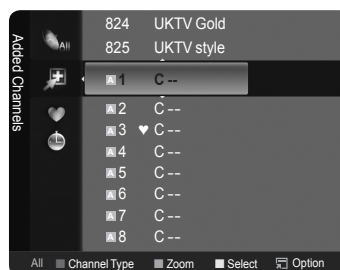 824 UKTV Gold
All
825 UKTV style
Added Channels
A 1 C --
A 2 C --
A 3 ♥ C --
A 4 C --
A 5 C --
A 6 C --
A 7 C --
A 8 C --
All Channel Type Zoom Select Option